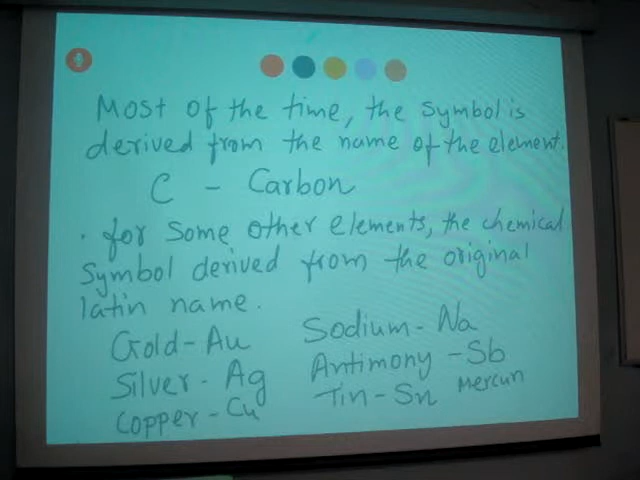 Most of the time, the symbol is
derived from the name of the element.
C - Carbon
. for some other elements, the chemical
symbol derived from the original
latin name.
Gold - Au
Silver - Ag
Copper - Cu
Sodium - Na
Antimony - Sb
Tin - Sn Mercun